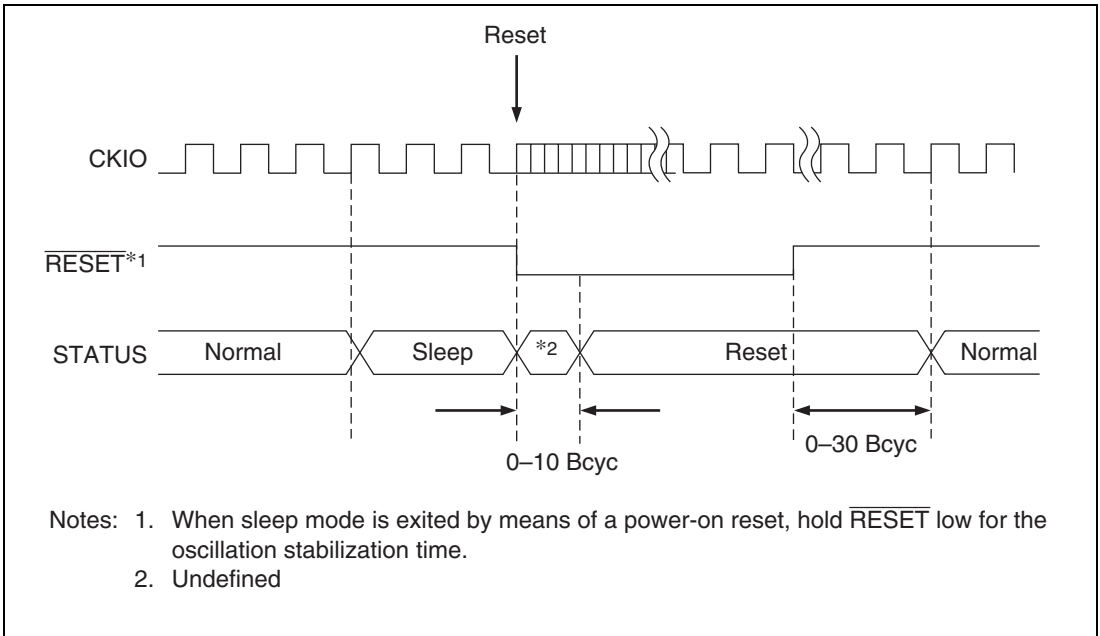 Reset
CKIO
RESET*1
STATUS Normal Sleep *2 Reset Normal
0–10 Bcyc
0–30 Bcyc
Notes: 1. When sleep mode is exited by means of a power-on reset, hold RESET low for the
oscillation stabilization time.
2. Undefined